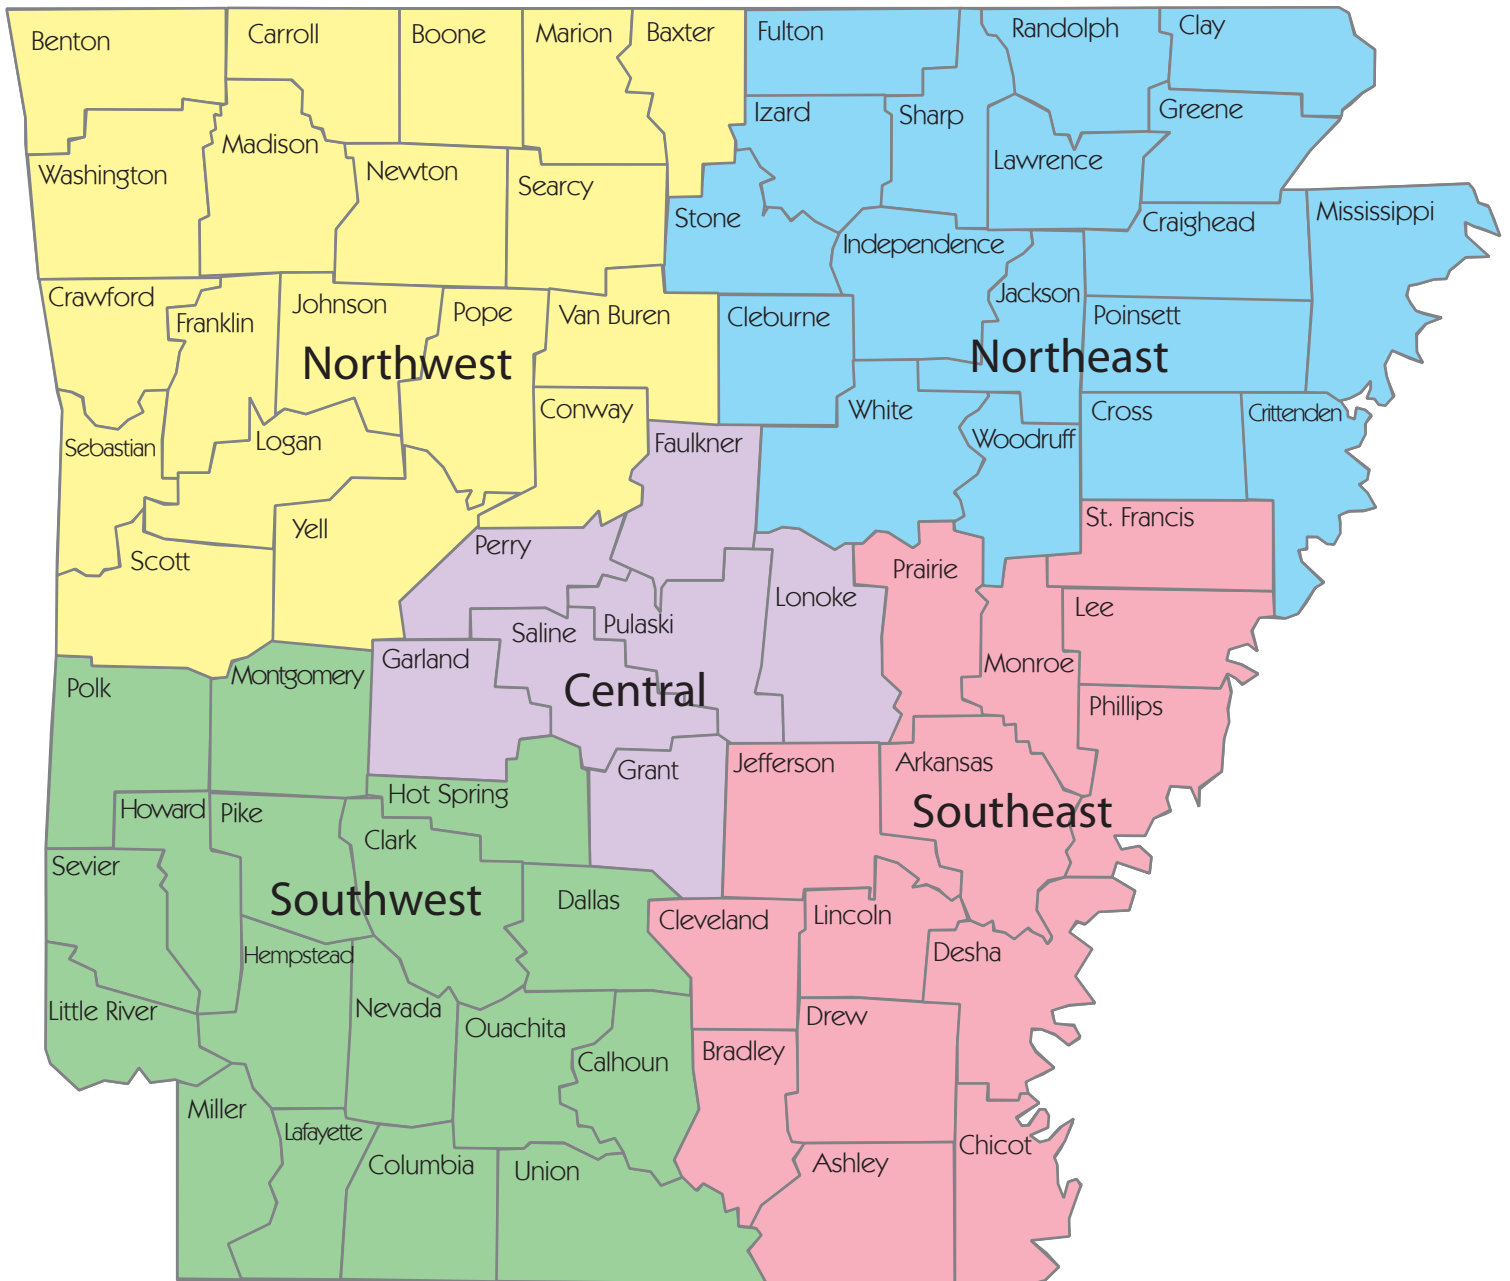 Benton
Carroll
Boone
Marion
Baxter
Fulton
Randolph
Clay
Washington
Madison
Newton
Searcy
Izard
Sharp
Lawrence
Greene
Stone
Independence
Craighead
Mississippi
Crawford
Franklin
Johnson
Pope
Van Buren
Cleburne
Jackson
Poinsett
Northwest
Northeast
Sebastian
Logan
Conway
Faulkner
White
Woodruff
Cross
Crittenden
Scott
Yell
Perry
St. Francis
Prairie
Lonoke
Lee
Saline
Pulaski
Garland
Monroe
Polk
Montgomery
Central
Phillips
Grant
Jefferson
Arkansas
Southeast
Howard
Pike
Hot Spring
Clark
Sevier
Southwest
Dallas
Cleveland
Lincoln
Desha
Hempstead
Little River
Nevada
Ouachita
Calhoun
Bradley
Drew
Miller
Lafayette
Columbia
Union
Ashley
Chicot